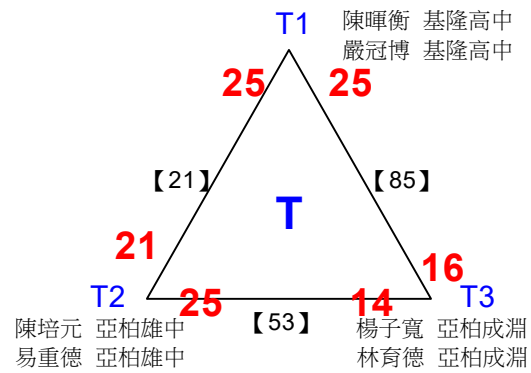 T1
陳暉衡 基隆高中
嚴冠博 基隆高中
25
25
【21】
【85】
T
21
16
T2
25
14
T3
【53】
陳培元 亞柏雄中
易重德 亞柏雄中
楊子寬 亞柏成淵
林育德 亞柏成淵